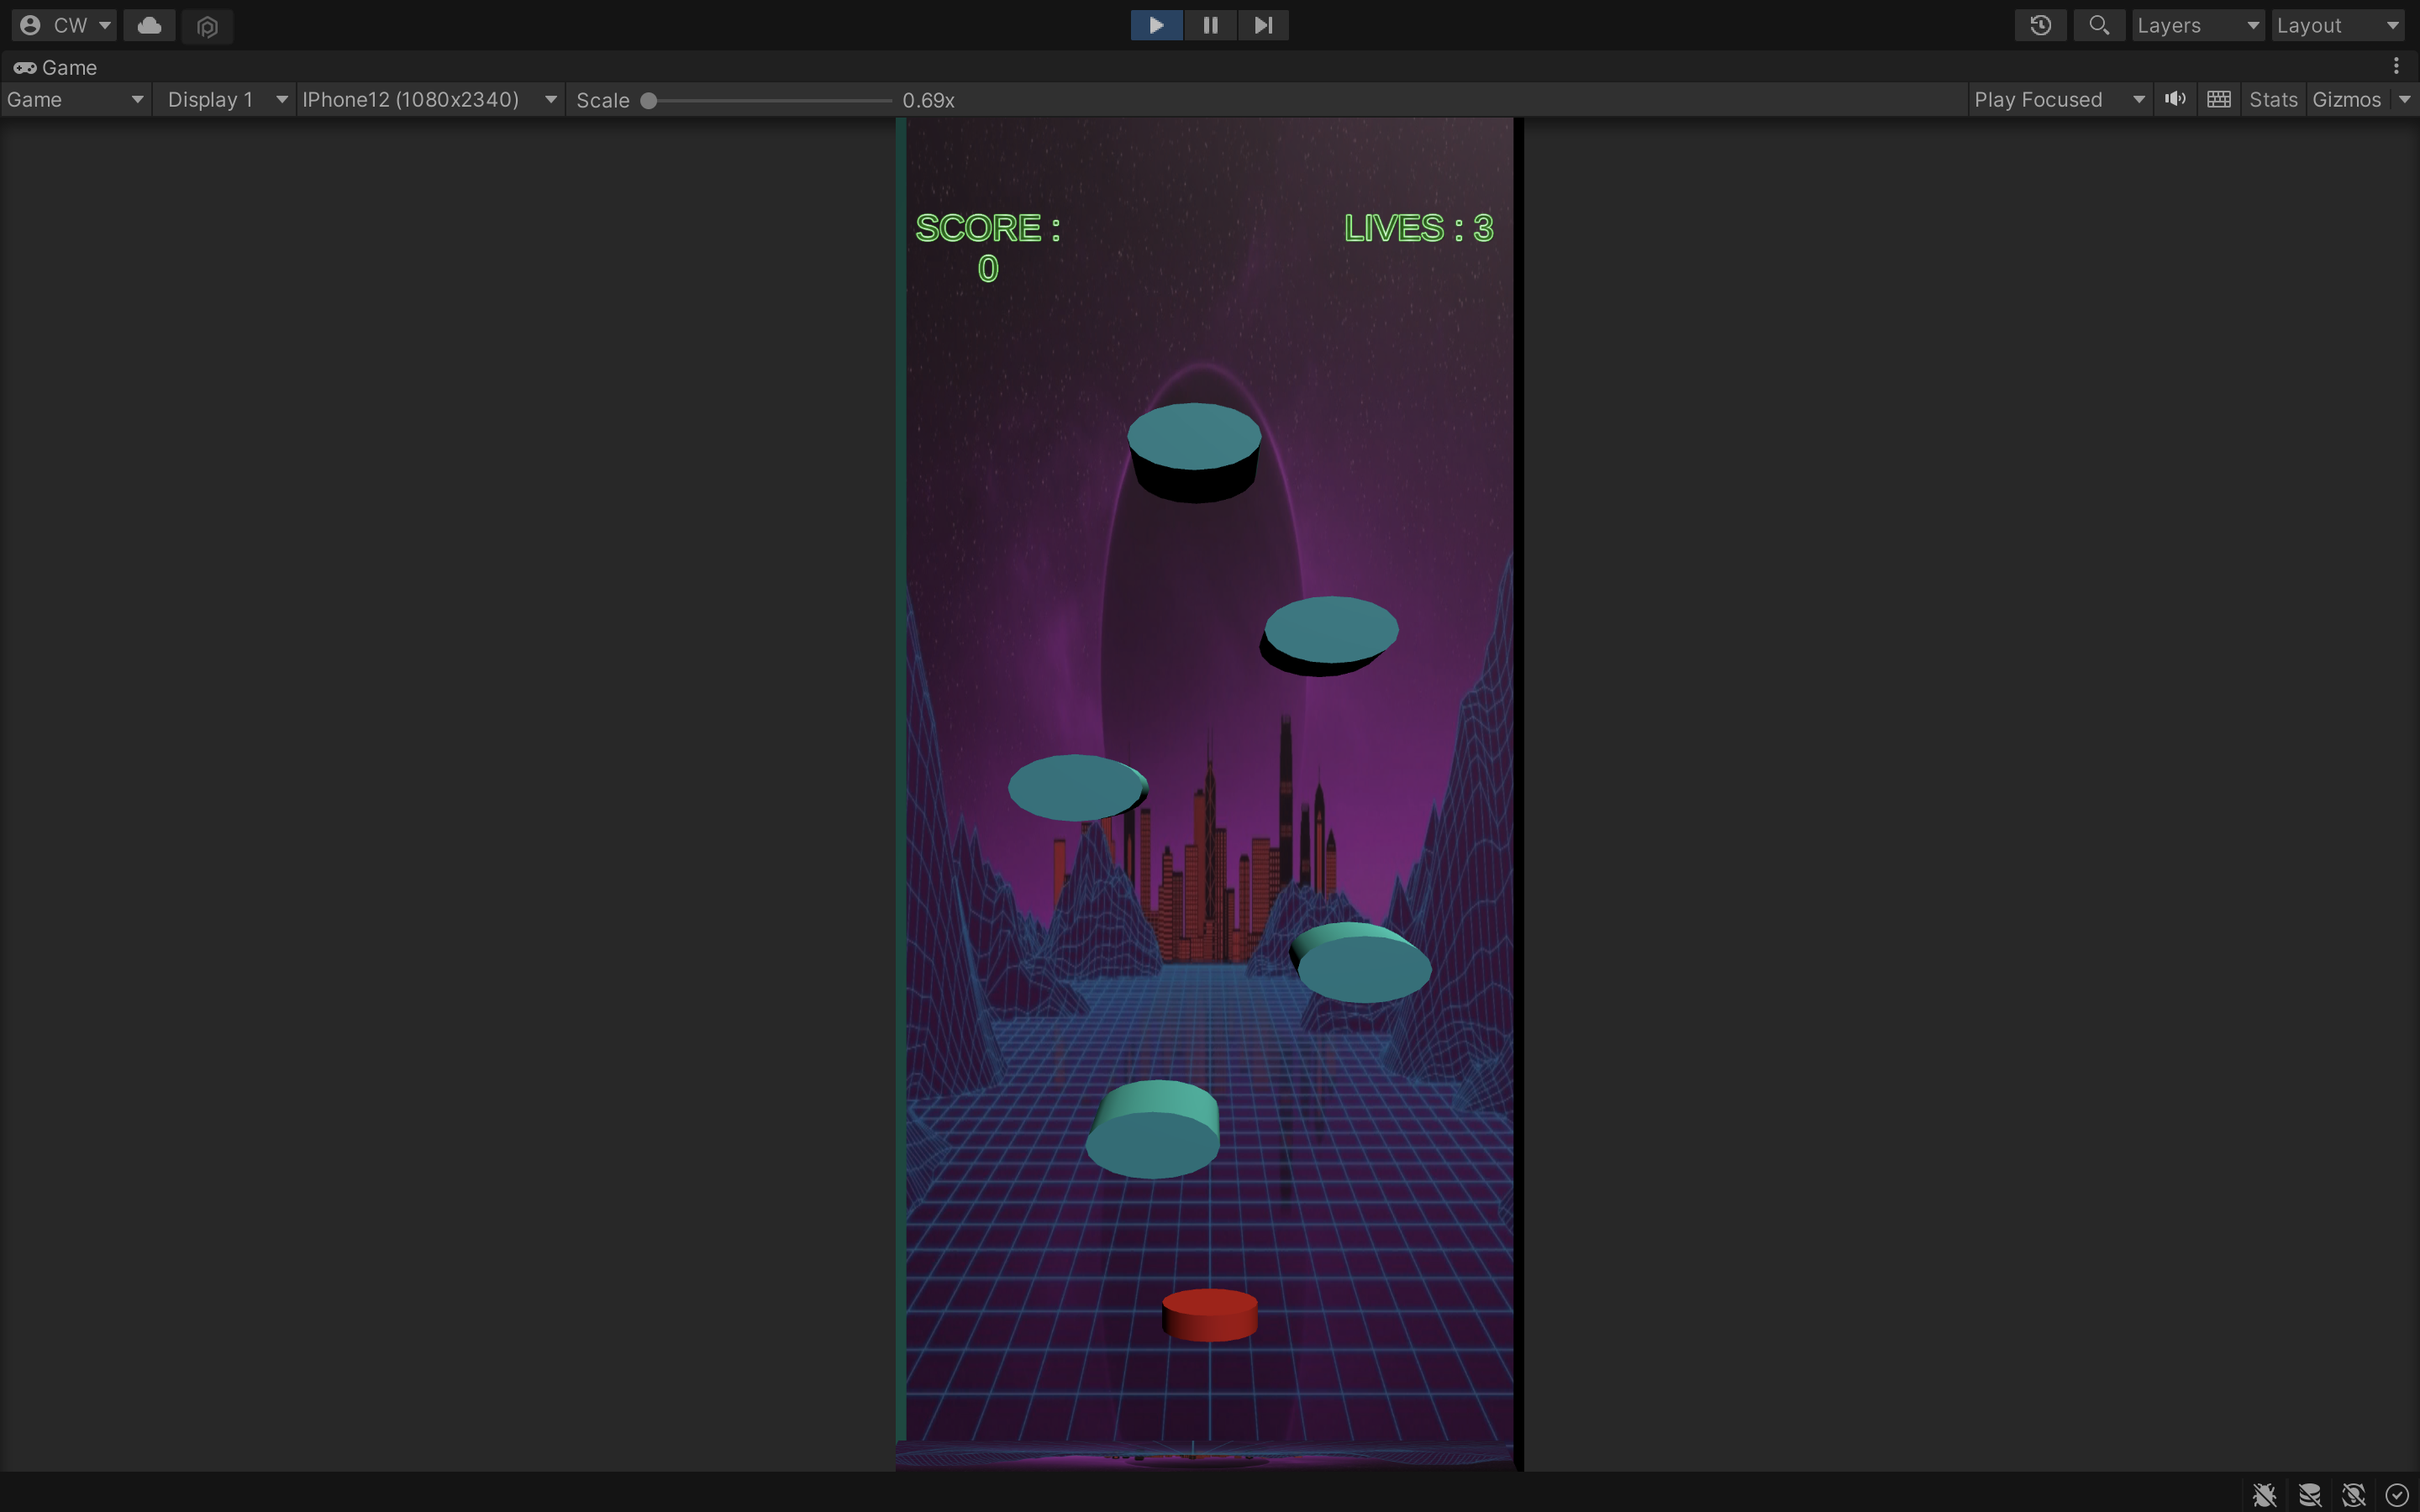 CW
Layers
Layout
Game
Game
Display 1
IPhone12 (1080x2340)
Scale
0.69x
Play Focused
Stats
Gizmos
SCORE :
0
LIVES : 3